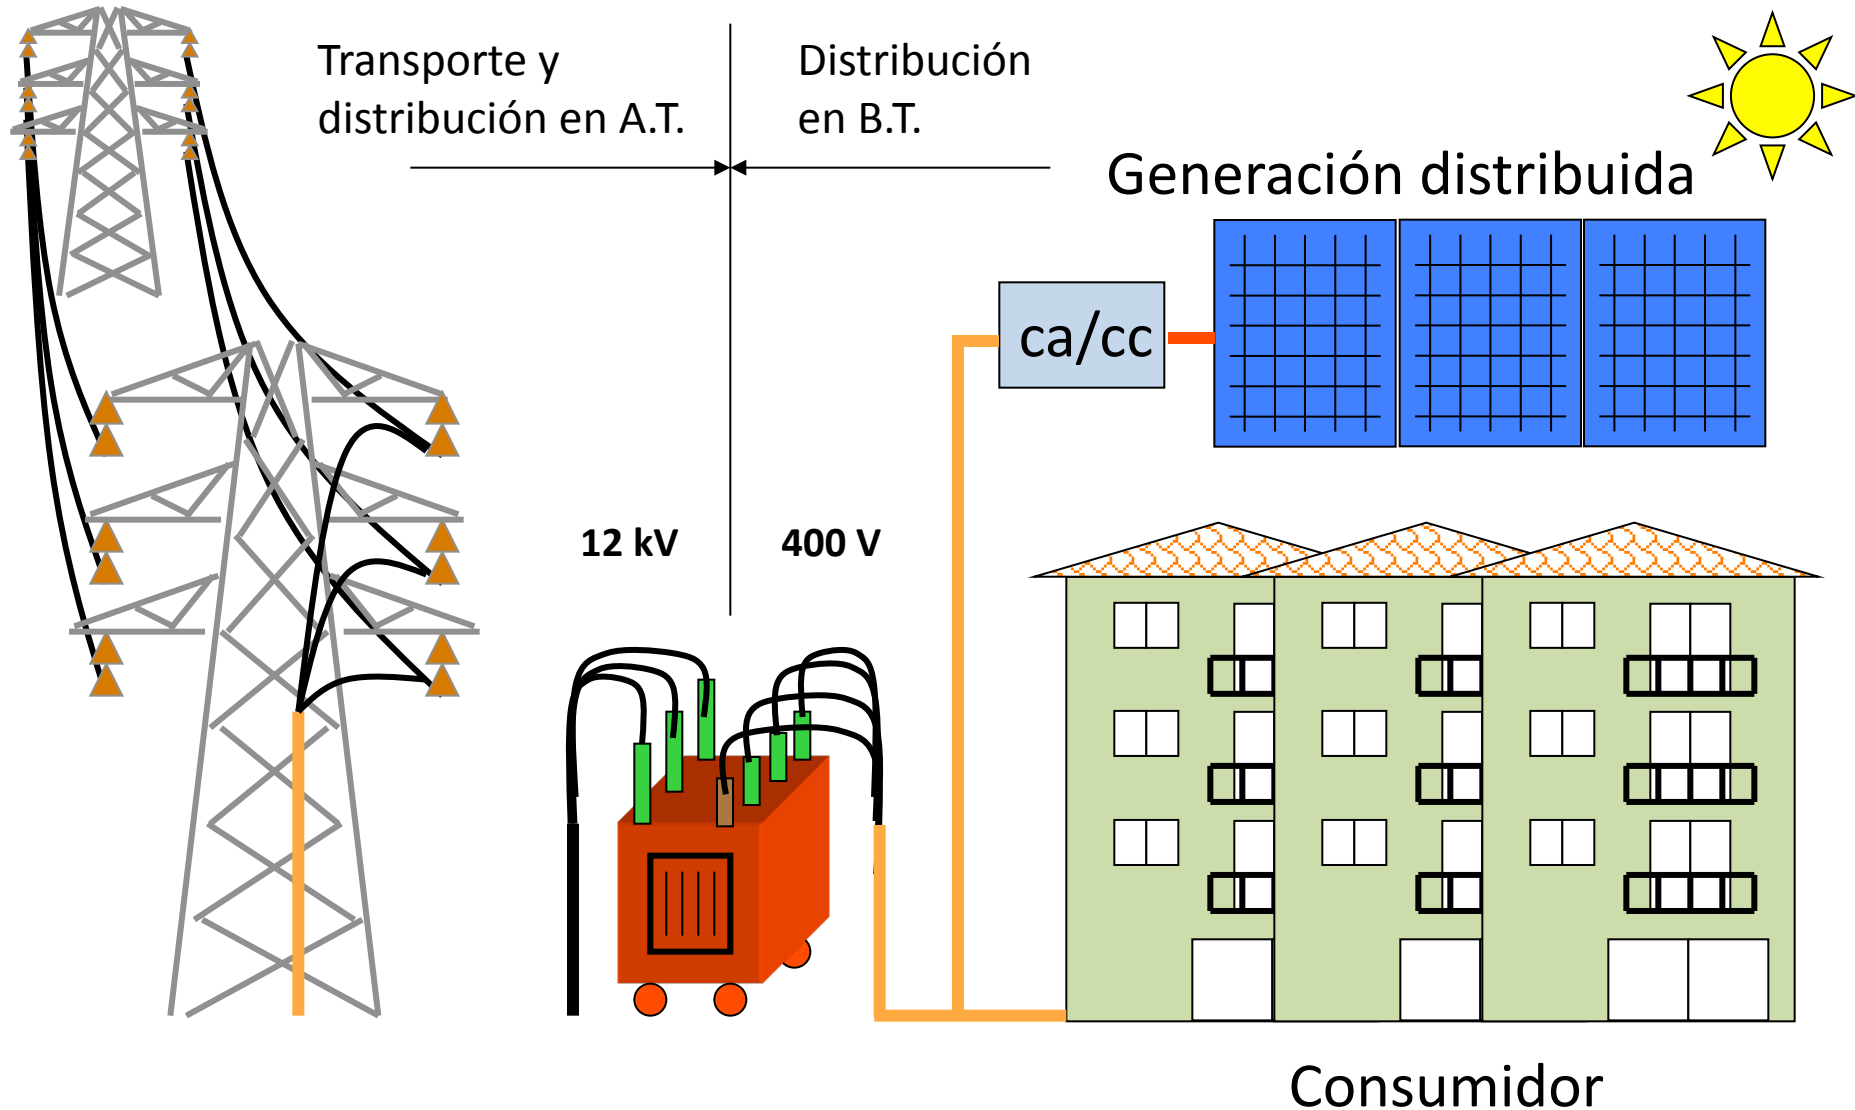 Transporte y
distribución en A.T.
Distribución
en B.T.
Generación distribuida
ca/cc
12 kV
400 V
Consumidor